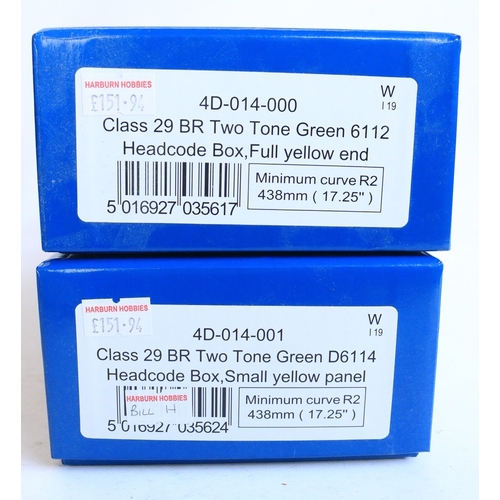 HARBURN HOBBIES
£151.94
4D-014-000
W
I 19
Class 29 BR Two Tone Green 6112
Headcode Box,Full yellow end
Minimum curve R2
438mm ( 17.25" )
5 016927 035617
HARBURN HOBBIES
£151.94
4D-014-001
W
I 19
Class 29 BR Two Tone Green D6114
Headcode Box,Small yellow panel
HARBURN HOBBIES
BILL H
Minimum curve R2
438mm ( 17.25" )
5 016927 035624